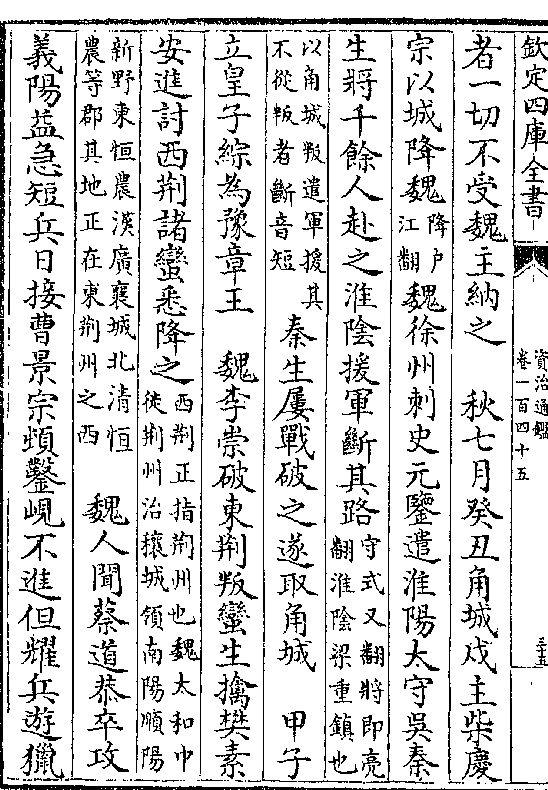 欽定四庫全書
資治通鑑
卷一百四十五
三十五
者一切不受魏主納之　秋七月癸丑角城戍主柴慶
宗以城降魏降戶江翻魏徐州刺史元鑒遣淮陽太守吳秦
生將千餘人赴之淮陰援軍斷其路守式又翻將即亮翻淮陰梁重鎮也
以角城叛遣軍援其不從叛者斷音短秦生屢戰破之遂取角城　甲子
立皇子綜為豫章王　魏李崇破東荆叛蠻生擒樊素
安進討西荆諸蠻悉降之西荆正指荆州也魏太和中徙荆州治穰城領南陽順陽
新野東恒農漢廣襄城北清恒農等郡其地正在東荆州之西　魏人聞蔡道恭卒攻
義陽益急短兵日接曹景宗頓鑿峴不進但耀兵遊獵